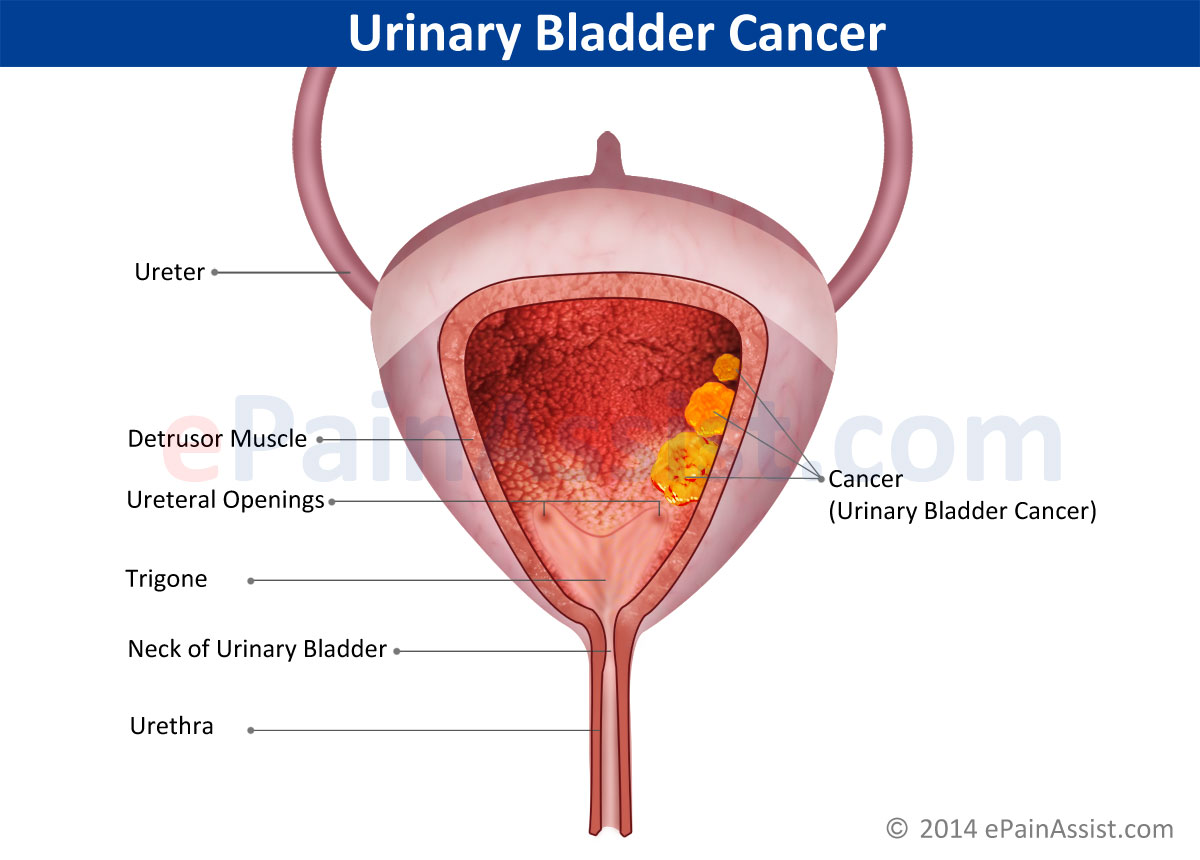 Urinary Bladder Cancer
Ureter
Detrusor Muscle
ePainAssist.com
Ureteral Openings
Cancer
(Urinary Bladder Cancer)
Trigone
Neck of Urinary Bladder
Urethra
© 2014 ePainAssist.com